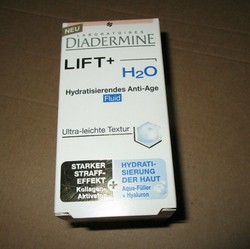 NEU
LABORATOIRES
DIADERMINE
LIFT+
H2O
Hydratisierendes Anti-Age
Fluid
Ultra-leichte Textur
STARKER
STRAFF-
EFFEKT
Kollagen-
Aktivator
+
HYDRATI-
SIERUNG
DER HAUT
Aqua-Filler
+ Hyaluron